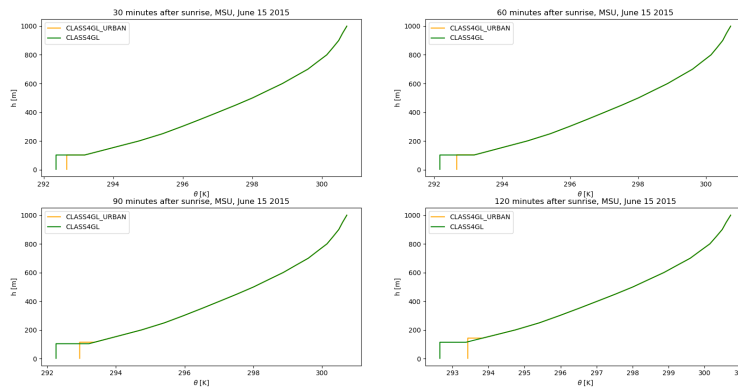 30 minutes after sunrise, MSU, June 15 2015
CLASS4GL_URBAN
CLASS4GL
h [m]
1000
800
600
400
200
0
292
294
296
298
300
θ [K]
60 minutes after sunrise, MSU, June 15 2015
CLASS4GL_URBAN
CLASS4GL
h [m]
1000
800
600
400
200
0
292
294
296
298
300
θ [K]
90 minutes after sunrise, MSU, June 15 2015
CLASS4GL_URBAN
CLASS4GL
h [m]
1000
800
600
400
200
0
292
294
296
298
300
θ [K]
120 minutes after sunrise, MSU, June 15 2015
CLASS4GL_URBAN
CLASS4GL
h [m]
1000
800
600
400
200
0
293
294
295
296
297
298
299
300
θ [K]